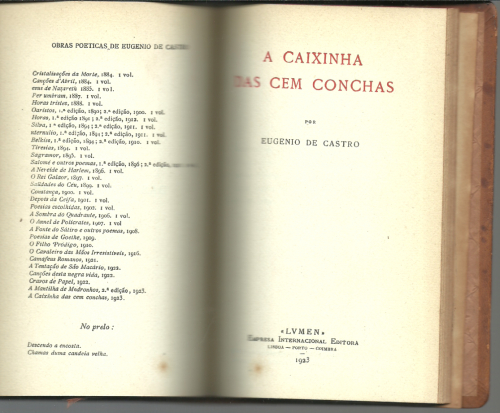 OBRAS POETICAS DE EUGENIO DE CASTRO
Cristalisações da Morte, 1884. 1 vol.
Canções d'Abril, 1884. 1 vol.
esus de Nazareth 1885. 1 vol.
Per umbram, 1887. 1 vol.
Horas tristes, 1888. 1 vol.
Oaristos, 1.ª edição, 1890; 2.ª edição, 1900. 1 vol.
Horas, 1.ª edição 1891; 2.ª edição, 1912. 1 vol.
Silva, 1.ª edição, 1894; 2.ª edição, 1911. 1 vol.
nterlunio, 1.ª edição, 1894; 2.ª edição, 1911. 1 vol.
Belkiss, 1.ª edição, 1894; 2.ª edição, 1910. 1 vol.
Tiresias, 1895. 1 vol.
Sagramor, 1895. 1 vol.
Salomé e outros poemas, 1.ª edição, 1896; 2.ª
A Nereide de Harlem, 1896. 1 vol.
O Rei Galaor, 1897. 1 vol.
Saüdades do Ceu, 1899. 1 vol.
Constança, 1900. 1 vol.
Depois da Ceifa, 1901. 1 vol.
Poesias escolhidas, 1902. 1 vol.
A Sombra do Quadrante, 1906. 1 vol.
O Annel de Polícrates, 1907. 1 vol
A Fonte do Sátiro e outros poemas, 1908.
Poesias de Goethe, 1909.
O Filho Pródigo, 1910.
O Cavaleiro das Mãos Irresistíveis, 1916.
Camafeus Romanos, 1921.
A Tentação de São Macário, 1922.
Canções desta negra vida, 1922.
Cravos de Papel, 1922.
A Mantilha de Medronhos, 2.ª edição, 1923.
A Caixinha das cem conchas, 1923.
No prelo:
Descendo a encosta.
Chamas duma candeia velha.
A CAIXINHA
DAS CEM CONCHAS
POR
EUGENIO DE CASTRO
«LVMEN»
EMPRESA INTERNACIONAL EDITORA
LISBOA — PORTO — COIMBRA
1923